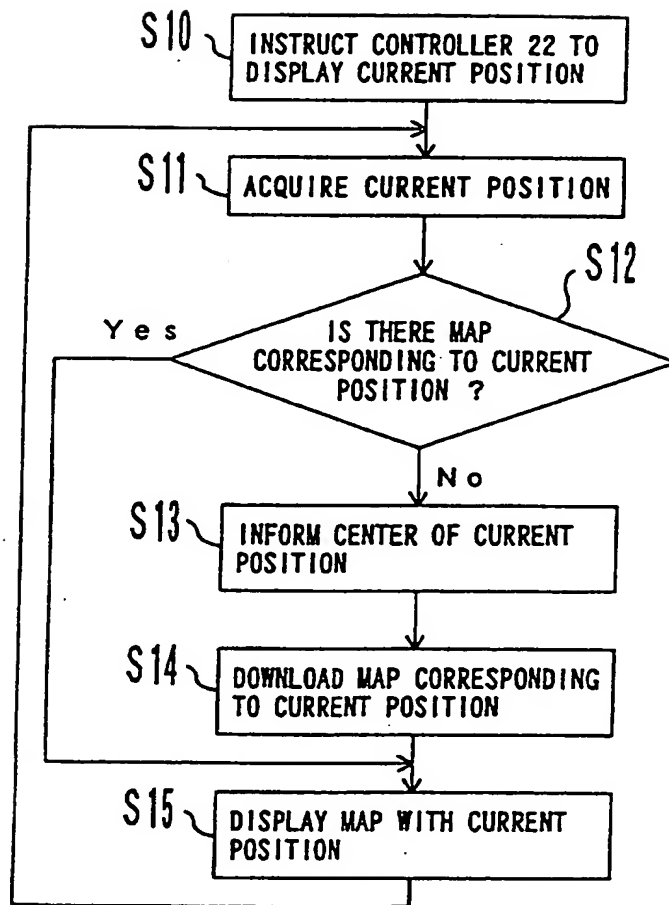 S10
INSTRUCT CONTROLLER 22 TO
DISPLAY CURRENT POSITION
S11
ACQUIRE CURRENT POSITION
S12
Yes
IS THERE MAP
CORRESPONDING TO CURRENT
POSITION ?
No
S13
INFORM CENTER OF CURRENT
POSITION
S14
DOWNLOAD MAP CORRESPONDING
TO CURRENT POSITION
S15
DISPLAY MAP WITH CURRENT
POSITION